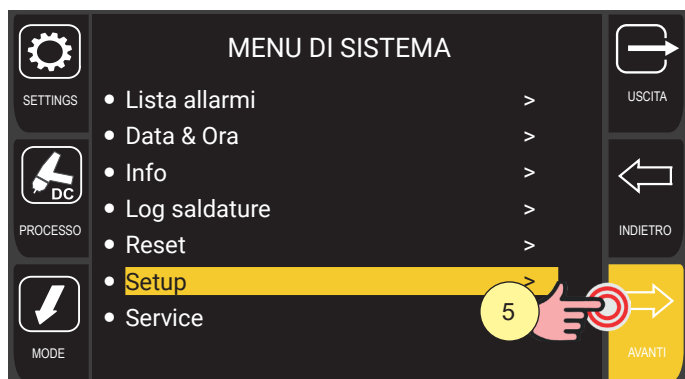 MENU DI SISTEMA
SETTINGS
USCITA
Lista allarmi >
Data & Ora >
Info >
DC
PROCESSO
INDIETRO
Log saldature >
Reset >
Setup >
5
Service
MODE
AVANTI